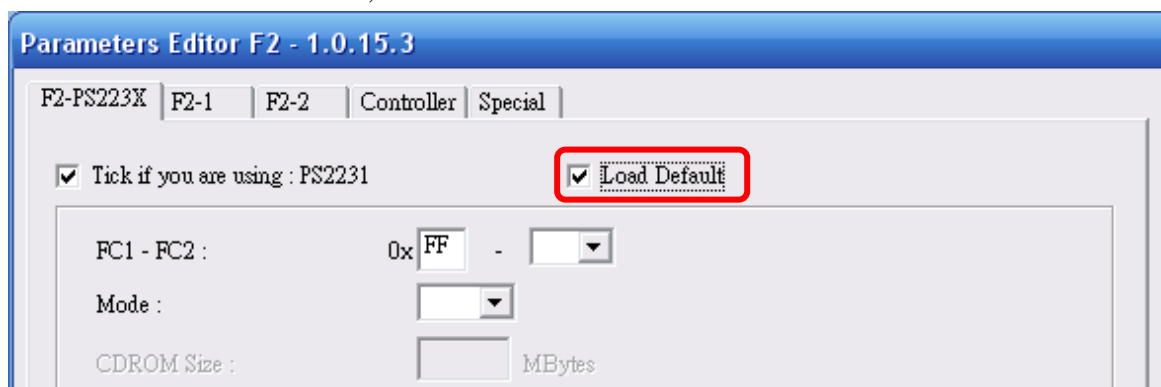 Parameters Editor F2 - 1.0.15.3
F2-PS223X F2-1 F2-2 Controller Special
Tick if you are using : PS2231 Load Default
FC1 - FC2 : 0x FF -
Mode :
CDROM Size : MBytes